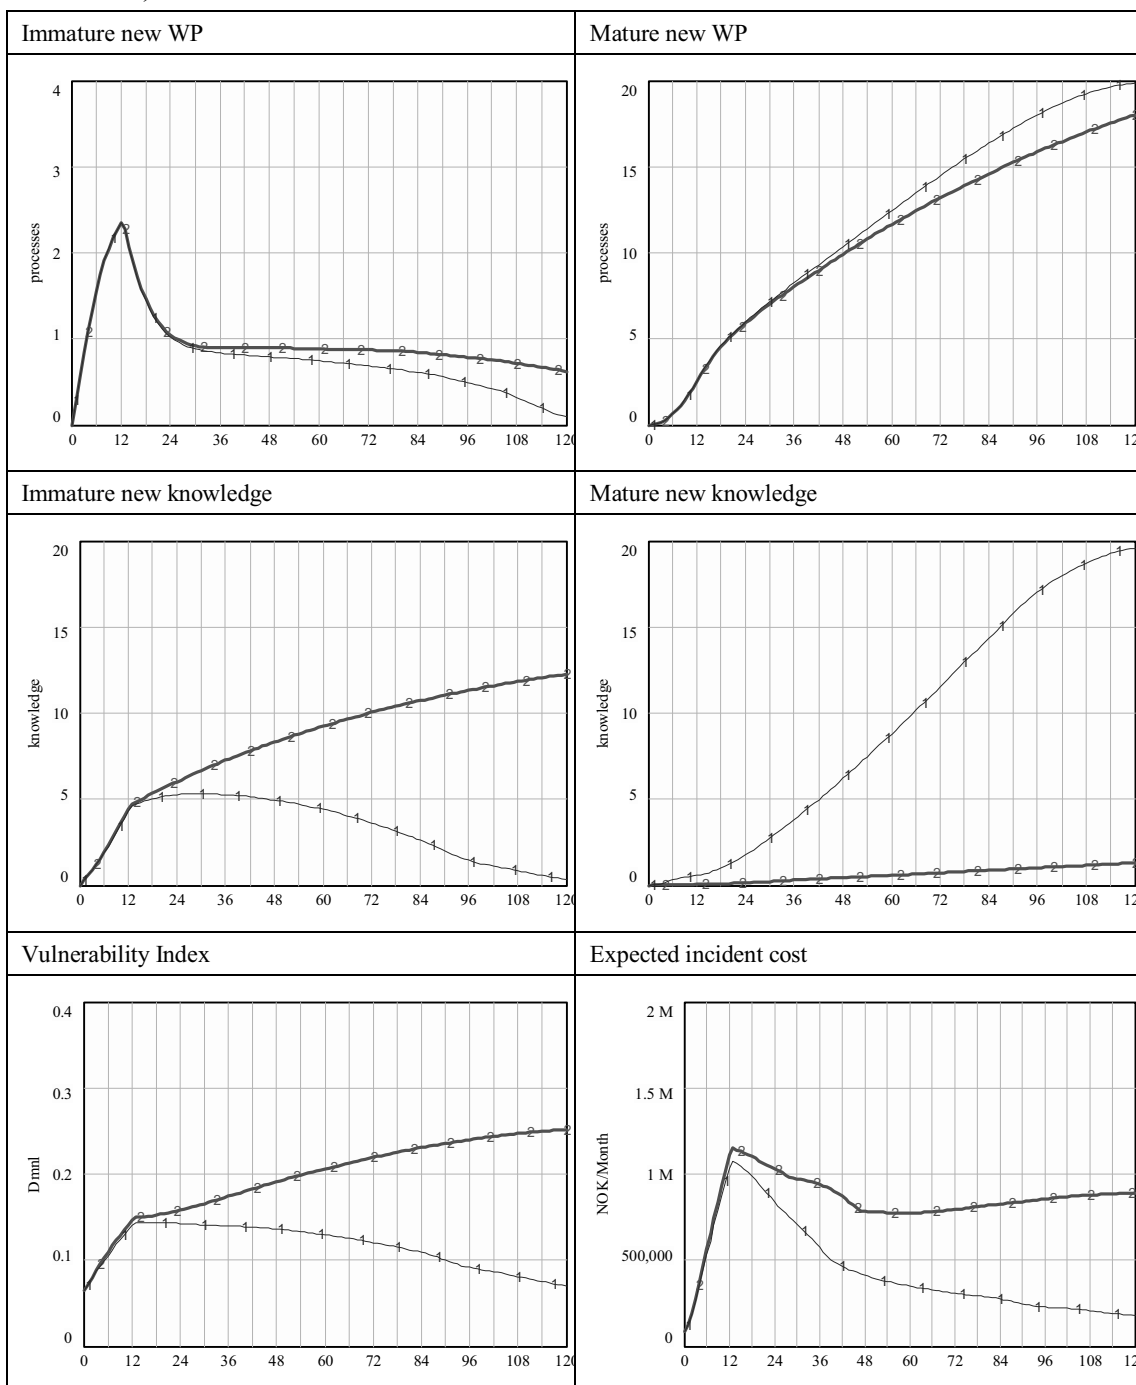 Immature new WP
Mature new WP
4
3
2
1
0
processes
0 12 24 36 48 60 72 84 96 108 120
20
15
10
5
0
processes
0 12 24 36 48 60 72 84 96 108 12
Immature new knowledge
Mature new knowledge
20
15
10
5
0
knowledge
0 12 24 36 48 60 72 84 96 108 120
20
15
10
5
0
knowledge
0 12 24 36 48 60 72 84 96 108 12
Vulnerability Index
Expected incident cost
0.4
0.3
0.2
0.1
0
Dmnl
0 12 24 36 48 60 72 84 96 108 120
2 M
1.5 M
1 M
500,000
0
NOK/Month
0 12 24 36 48 60 72 84 96 108 12